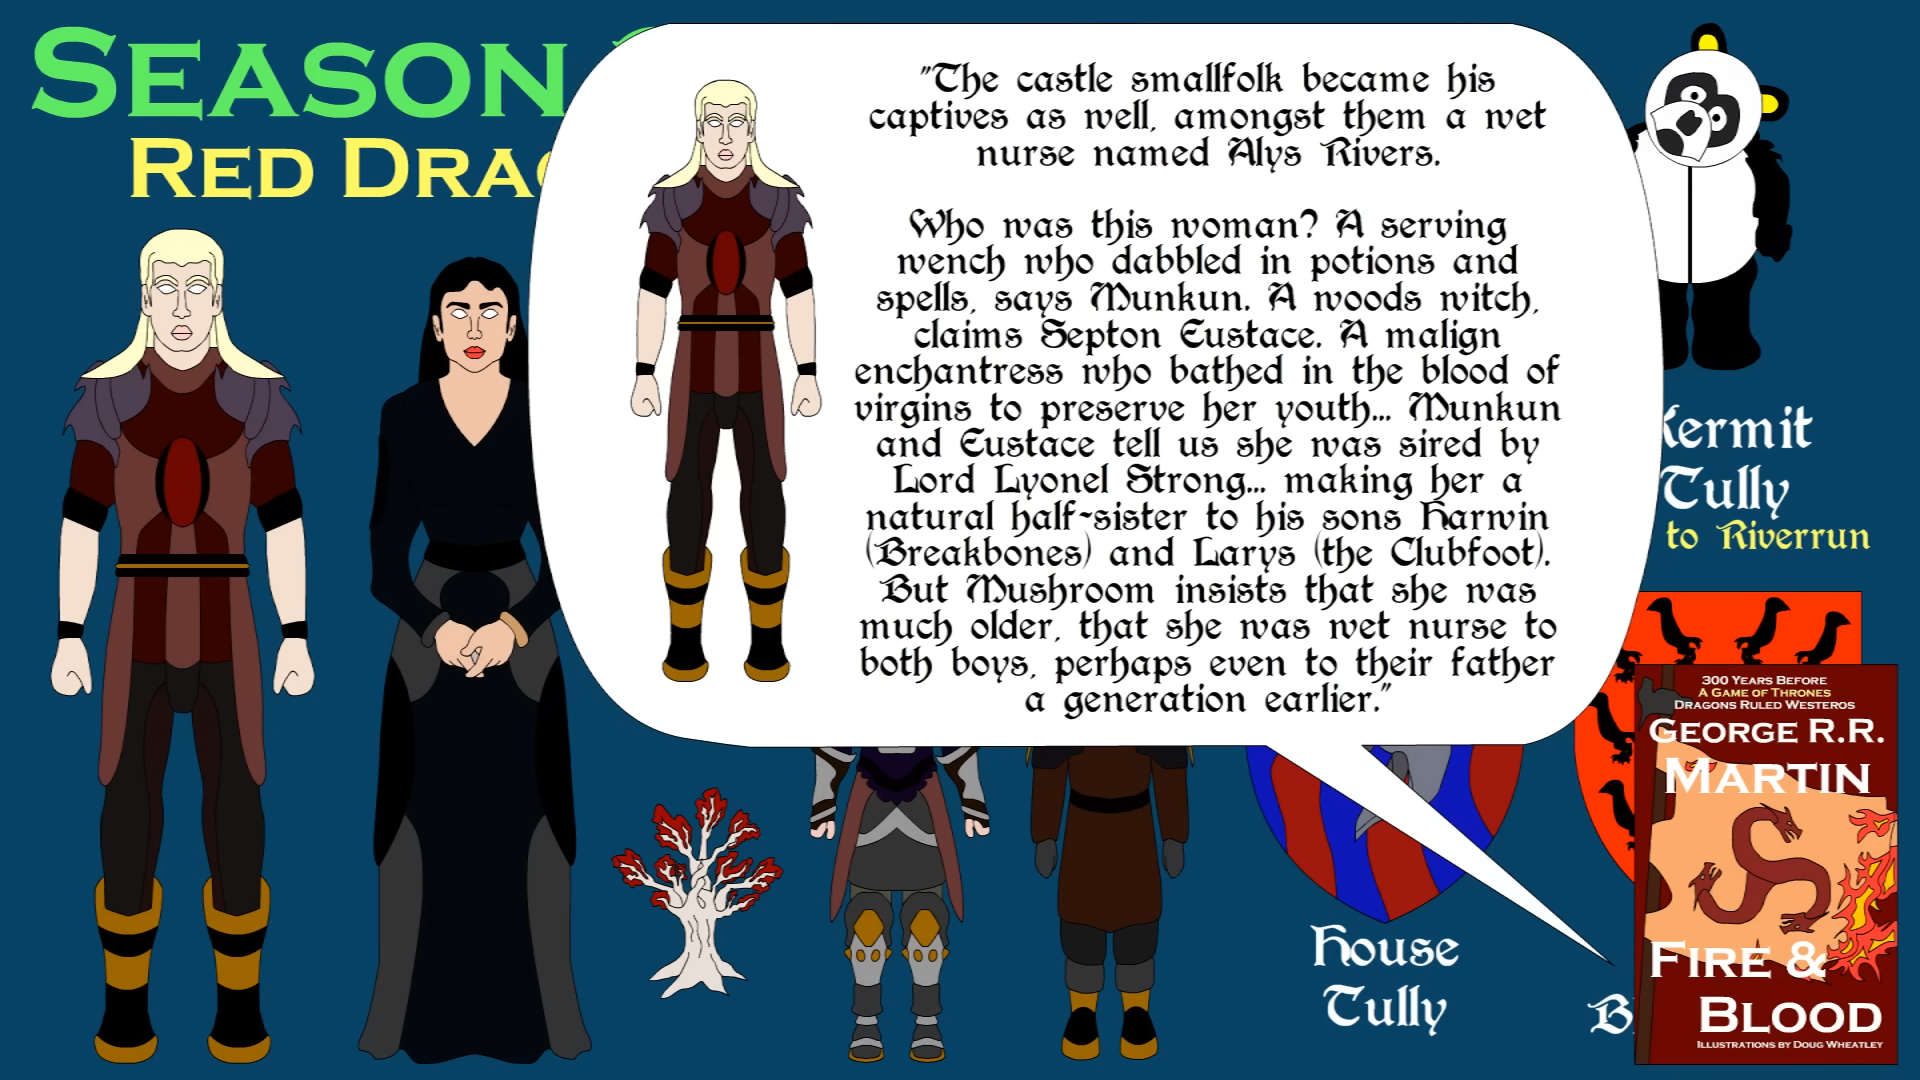 SEASON
RED DRAG
"The castle smallfolk became his
captives as well, amongst them a wet
nurse named Alys Rivers.
Who was this woman? A serving
wench who dabbled in potions and
spells, says Munkun. A woods witch,
claims Septon Eustace. A malign
enchantress who bathed in the blood of
virgins to preserve her youth... Munkun
and Eustace tell us she was sired by
Lord Lyonel Strong... making her a
natural half-sister to his sons Harwin
(Breakbones) and Larys (the Clubfoot).
But Mushroom insists that she was
much older, that she was wet nurse to
both boys, perhaps even to their father
a generation earlier."
Kermit
Tully
to Riverrun
House
Tully
300 YEARS BEFORE
A GAME OF THRONES
DRAGONS RULED WESTEROS
GEORGE R.R.
MARTIN
FIRE &
BLOOD
ILLUSTRATIONS BY DOUG WHEATLEY